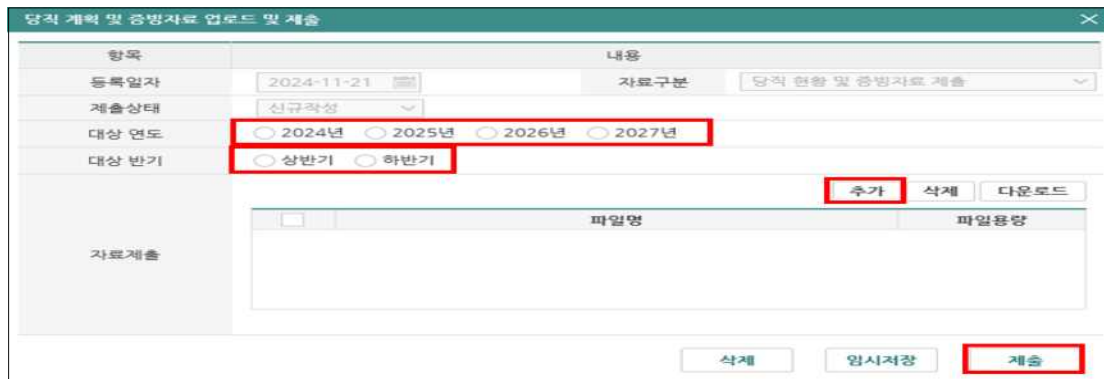 당직 계획 및 증빙자료 업로드 및 제출
항목 내용
등록일자 2024-11-21 자료구분 당직 현황 및 증빙자료 제출
제출상태 신규작성
대상 연도 2024년 2025년 2026년 2027년
대상 반기 상반기 하반기
추가 삭제 다운로드
자료제출 파일명 파일용량
삭제 임시저장 제출